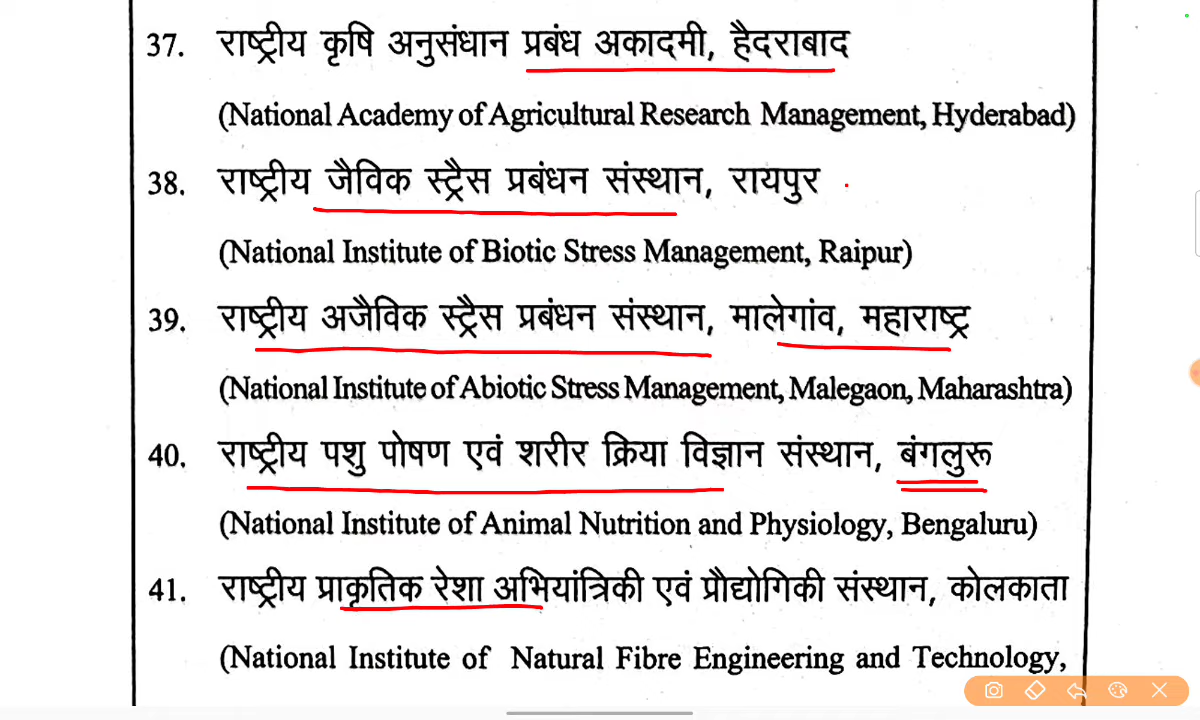 37. राष्ट्रीय कृषि अनुसंधान प्रबंध अकादमी, हैदराबाद
(National Academy of Agricultural Research Management, Hyderabad)
38. राष्ट्रीय जैविक स्ट्रैस प्रबंधन संस्थान, रायपुर
(National Institute of Biotic Stress Management, Raipur)
39. राष्ट्रीय अजैविक स्ट्रैस प्रबंधन संस्थान, मालेगांव, महाराष्ट्र
(National Institute of Abiotic Stress Management, Malegaon, Maharashtra)
40. राष्ट्रीय पशु पोषण एवं शरीर क्रिया विज्ञान संस्थान, बंगलुरू
(National Institute of Animal Nutrition and Physiology, Bengaluru)
41. राष्ट्रीय प्राकृतिक रेशा अभियांत्रिकी एवं प्रौद्योगिकी संस्थान, कोलकाता
(National Institute of Natural Fibre Engineering and Technology,